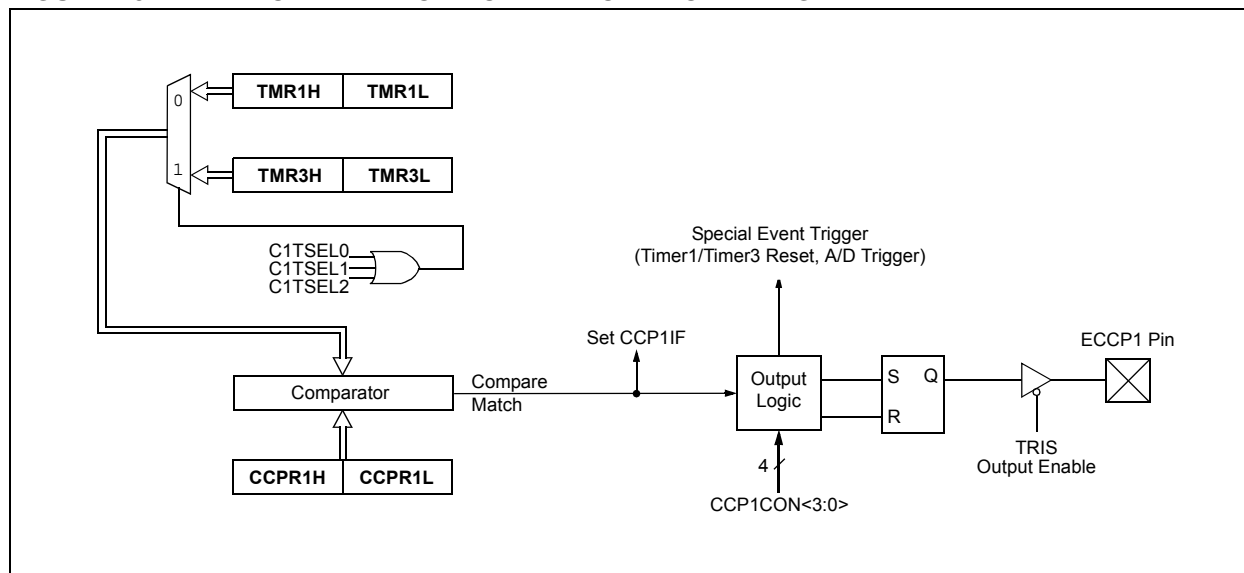 0
TMR1H TMR1L
1
TMR3H TMR3L
C1TSEL0
C1TSEL1
C1TSEL2
Special Event Trigger
(Timer1/Timer3 Reset, A/D Trigger)
Set CCP1IF
ECCP1 Pin
Comparator
Compare
Match
Output
Logic
S Q
R
TRIS
Output Enable
CCPR1H CCPR1L
4
CCP1CON<3:0>